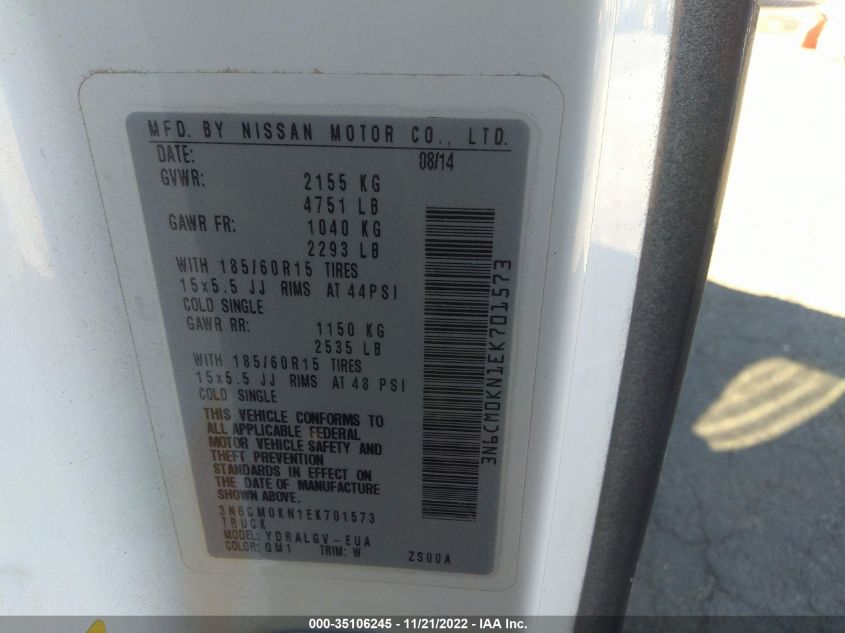 MFD. BY NISSAN MOTOR CO., LTD.
DATE: 08/14
GVWR: 2155 KG
4751 LB
GAWR FR: 1040 KG
2293 LB
WITH 185/60R15 TIRES
15x5.5 JJ RIMS AT 44PSI
COLD SINGLE
GAWR RR: 1150 KG
2535 LB
WITH 185/60R15 TIRES
15x5.5 JJ RIMS AT 48 PSI
COLD SINGLE
THIS VEHICLE CONFORMS TO
ALL APPLICABLE FEDERAL
MOTOR VEHICLE SAFETY AND
THEFT PREVENTION
STANDARDS IN EFFECT ON
THE DATE OF MANUFACTURE
SHOWN ABOVE.
3N6CM0KN1EK701573
TRUCK
MODEL: YDRALGV-EUA
COLOR: QM1 TRIM: W ZS00A
3N6CM0KN1EK701573
000-35106245 - 11/21/2022 - IAA Inc.